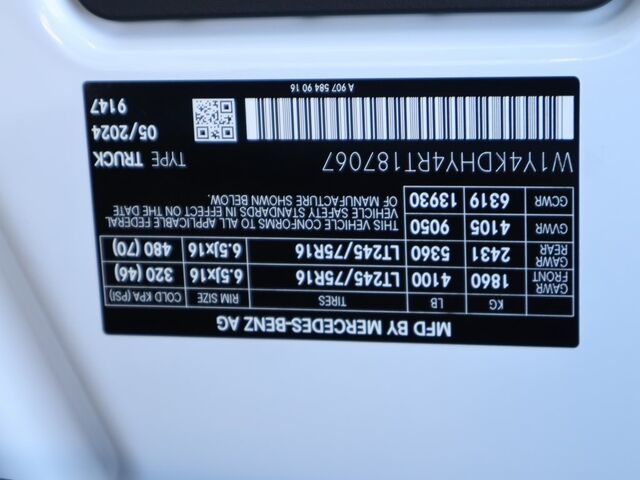 MFD BY MERCEDES-BENZ AG
KG LB TIRES RIM SIZE COLD KPA (PSI)
GAWR FRONT 1860 4100 LT245/75R16 6.5Jx16 320 (46)
GAWR REAR 2431 5360 LT245/75R16 6.5Jx16 480 (70)
GVWR 4105 9050
GCWR 6319 13930
THIS VEHICLE CONFORMS TO ALL APPLICABLE FEDERAL
VEHICLE SAFETY STANDARDS IN EFFECT ON THE DATE
OF MANUFACTURE SHOWN BELOW.
W1Y4KDHY4RT187067 TYPE TRUCK
05/2024
9147
A 907 584 90 16